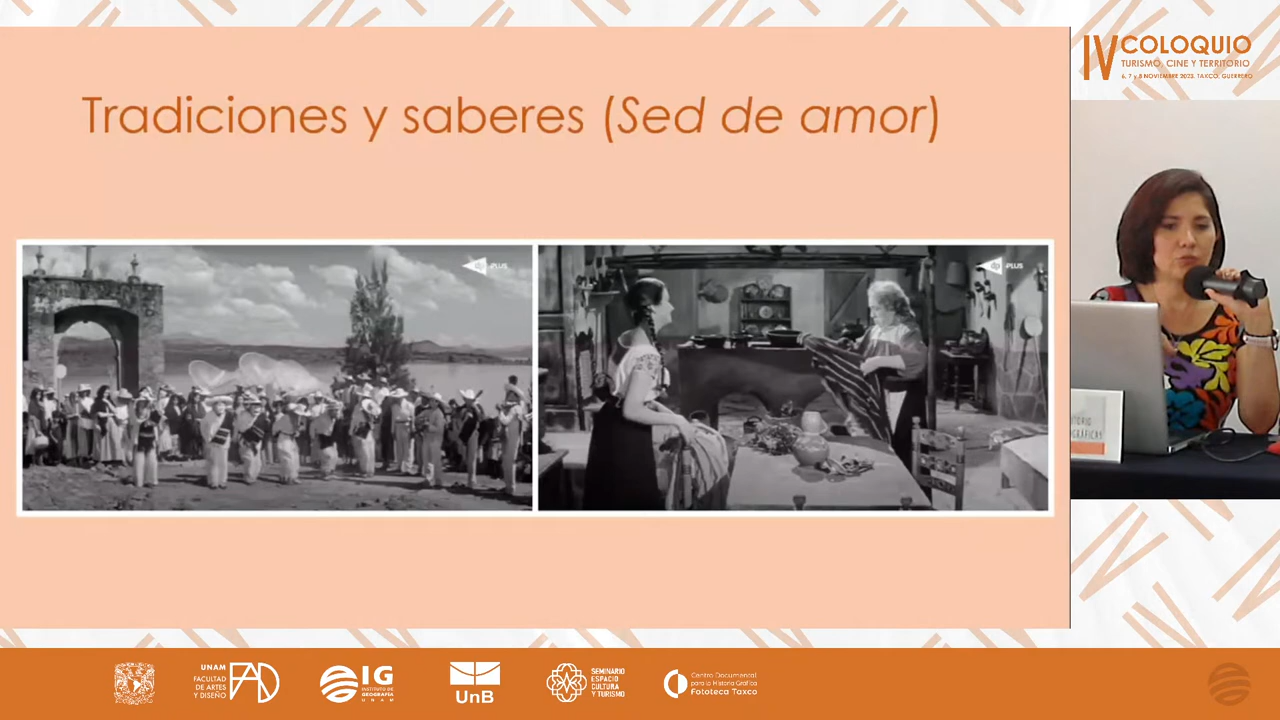 IV COLOQUIO
TURISMO, CINE Y TERRITORIO
6, 7 y 8 NOVIEMBRE 2023. TAXCO, GUERRERO
Tradiciones y saberes (Sed de amor)
PLUS
PLUS
UNAM
FACULTAD
DE ARTES
Y DISEÑO
FAD
IG
INSTITUTO DE
GEOGRAFÍA
UNAM
UnB
SEMINARIO
ESPACIO
CULTURA
Y TURISMO
Centro Documental
para la Historia Gráfica
Fototeca Taxco